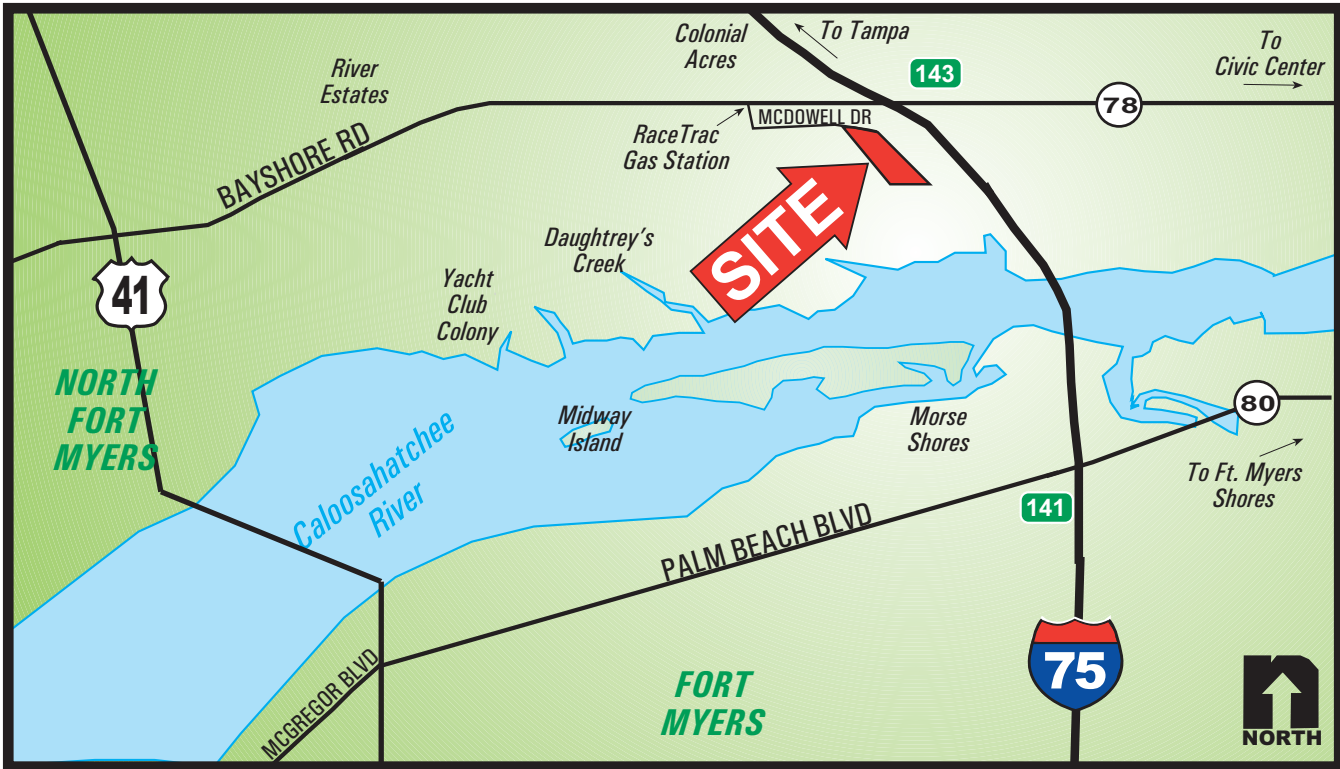 Colonial
Acres
To Tampa
143
To
Civic Center
River
Estates
78
MCDOWELL DR
RaceTrac
Gas Station
BAYSHORE RD
SITE
Daughtrey's
Creek
Yacht
Club
Colony
41
NORTH
FORT
MYERS
Midway
Island
Morse
Shores
80
Caloosahatchee
River
To Ft. Myers
Shores
141
PALM BEACH BLVD
75
MCGREGOR BLVD
FORT
MYERS
n
NORTH